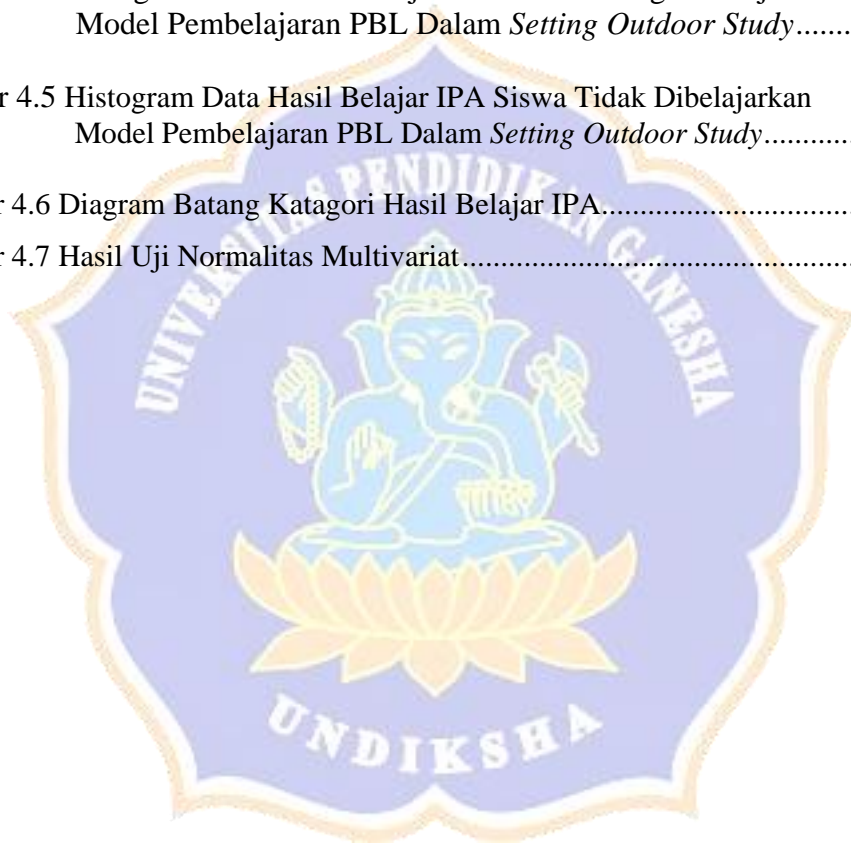 Model Pembelajaran PBL Dalam Setting Outdoor Study.......
r 4.5 Histogram Data Hasil Belajar IPA Siswa Tidak Dibelajarkan
Model Pembelajaran PBL Dalam Setting Outdoor Study...........
r 4.6 Diagram Batang Katagori Hasil Belajar IPA................................
r 4.7 Hasil Uji Normalitas Multivariat..................................................
UNIVERSITAS PENDIDIKAN GANESHA
UNDIKSHA